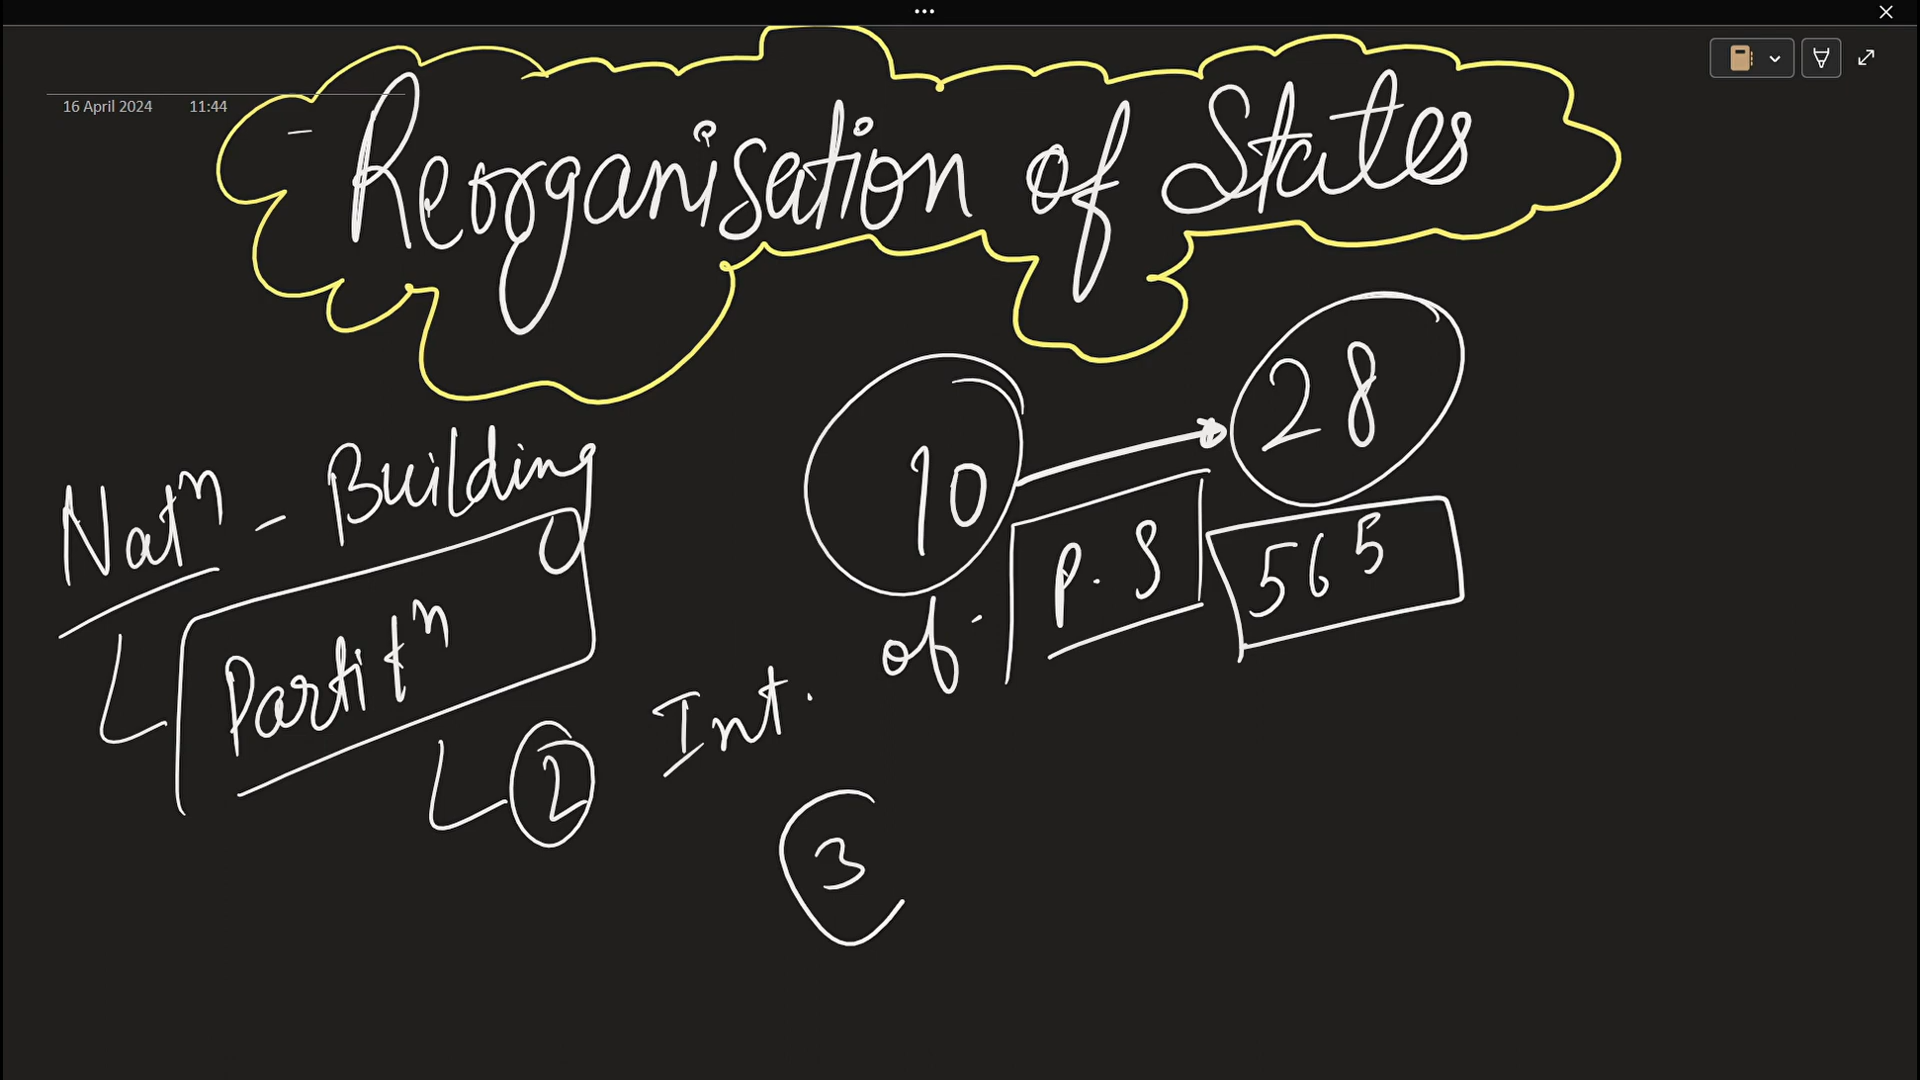 16 April 2024 11:44
Reorganisation of States
10 → 28
Natⁿ - Building
Partitⁿ
② Int. of P.S 565
③